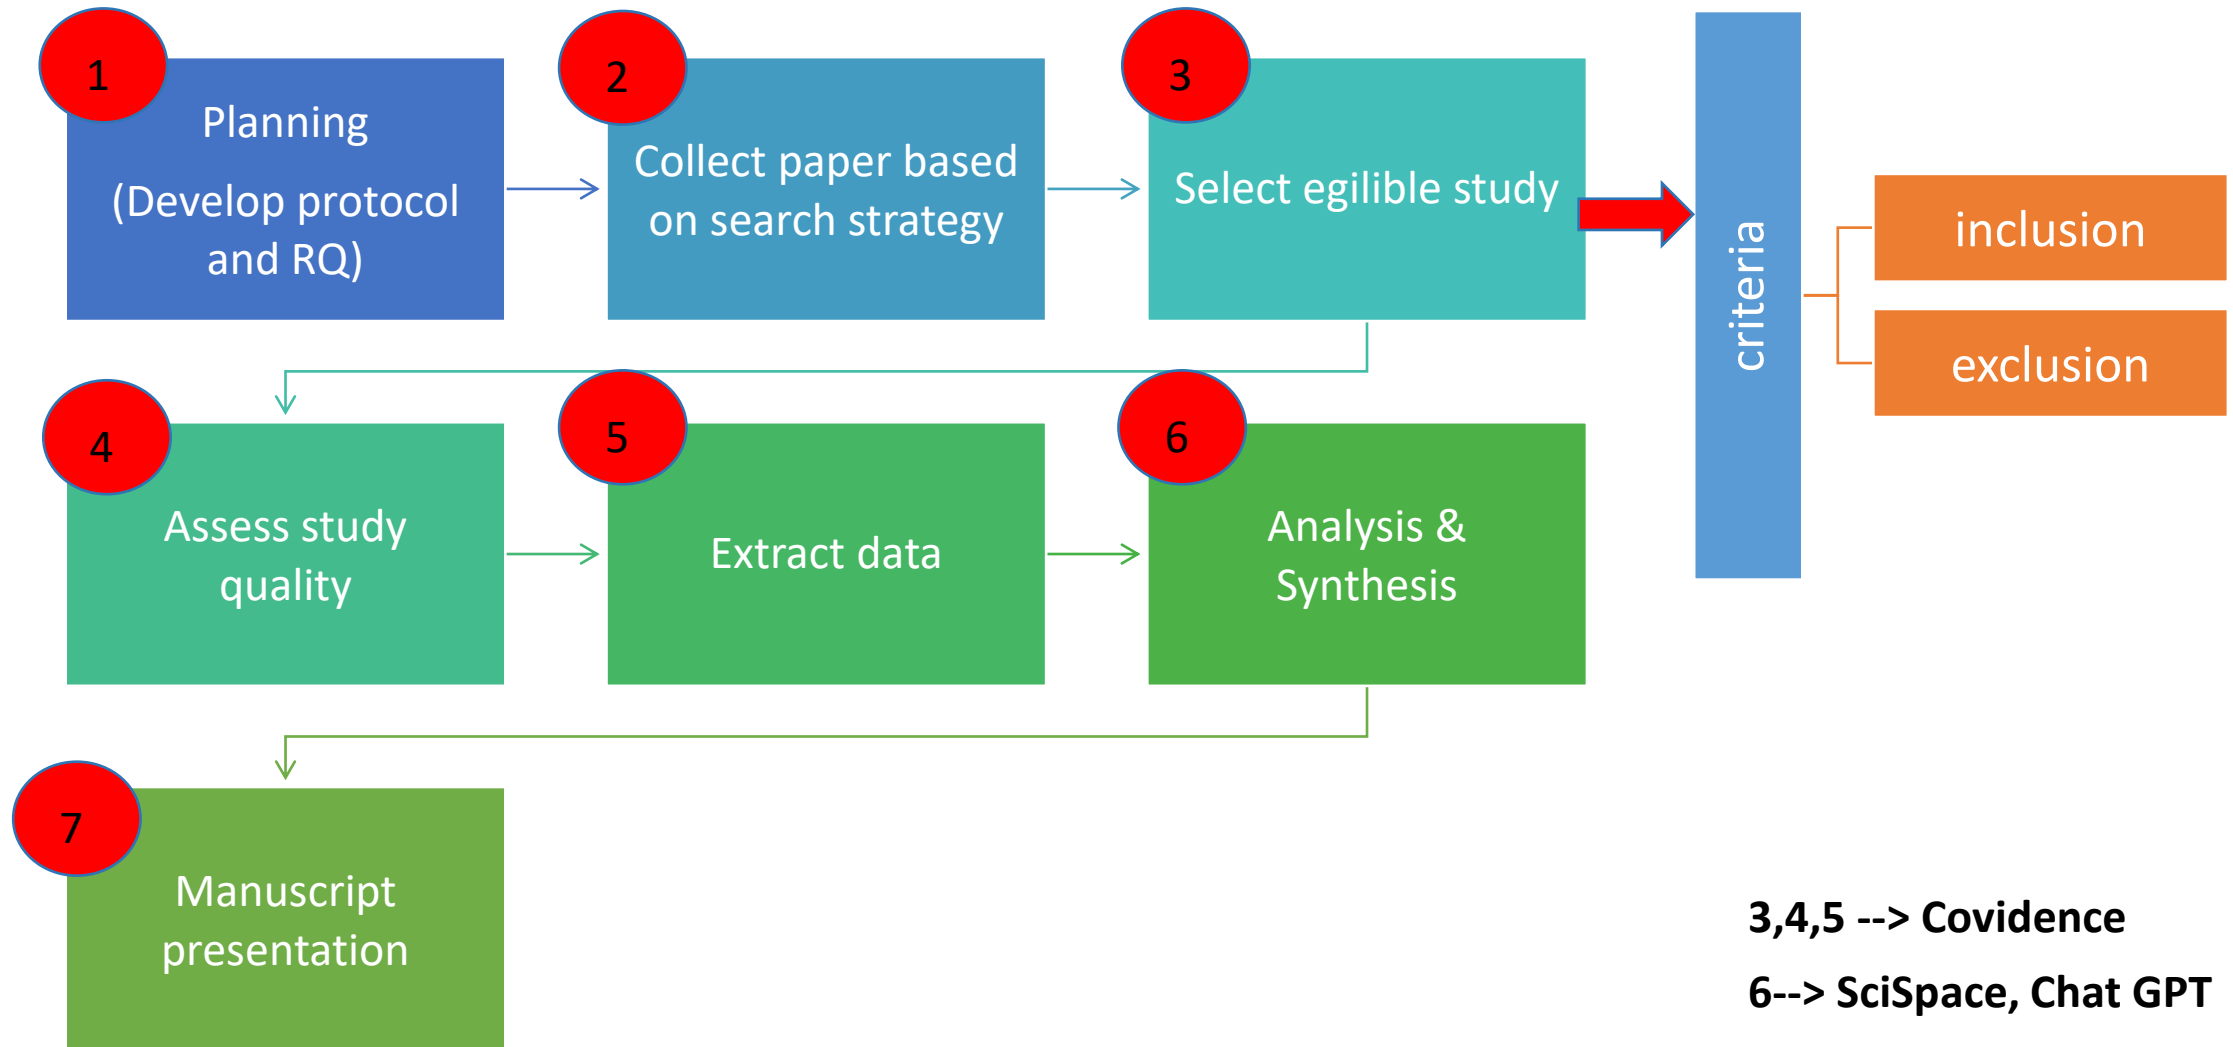 1
Planning
(Develop protocol
and RQ)
2
Collect paper based
on search strategy
3
Select egilible study
criteria
inclusion
exclusion
4
Assess study
quality
5
Extract data
6
Analysis &
Synthesis
7
Manuscript
presentation
3,4,5 --> Covidence
6--> SciSpace, Chat GPT